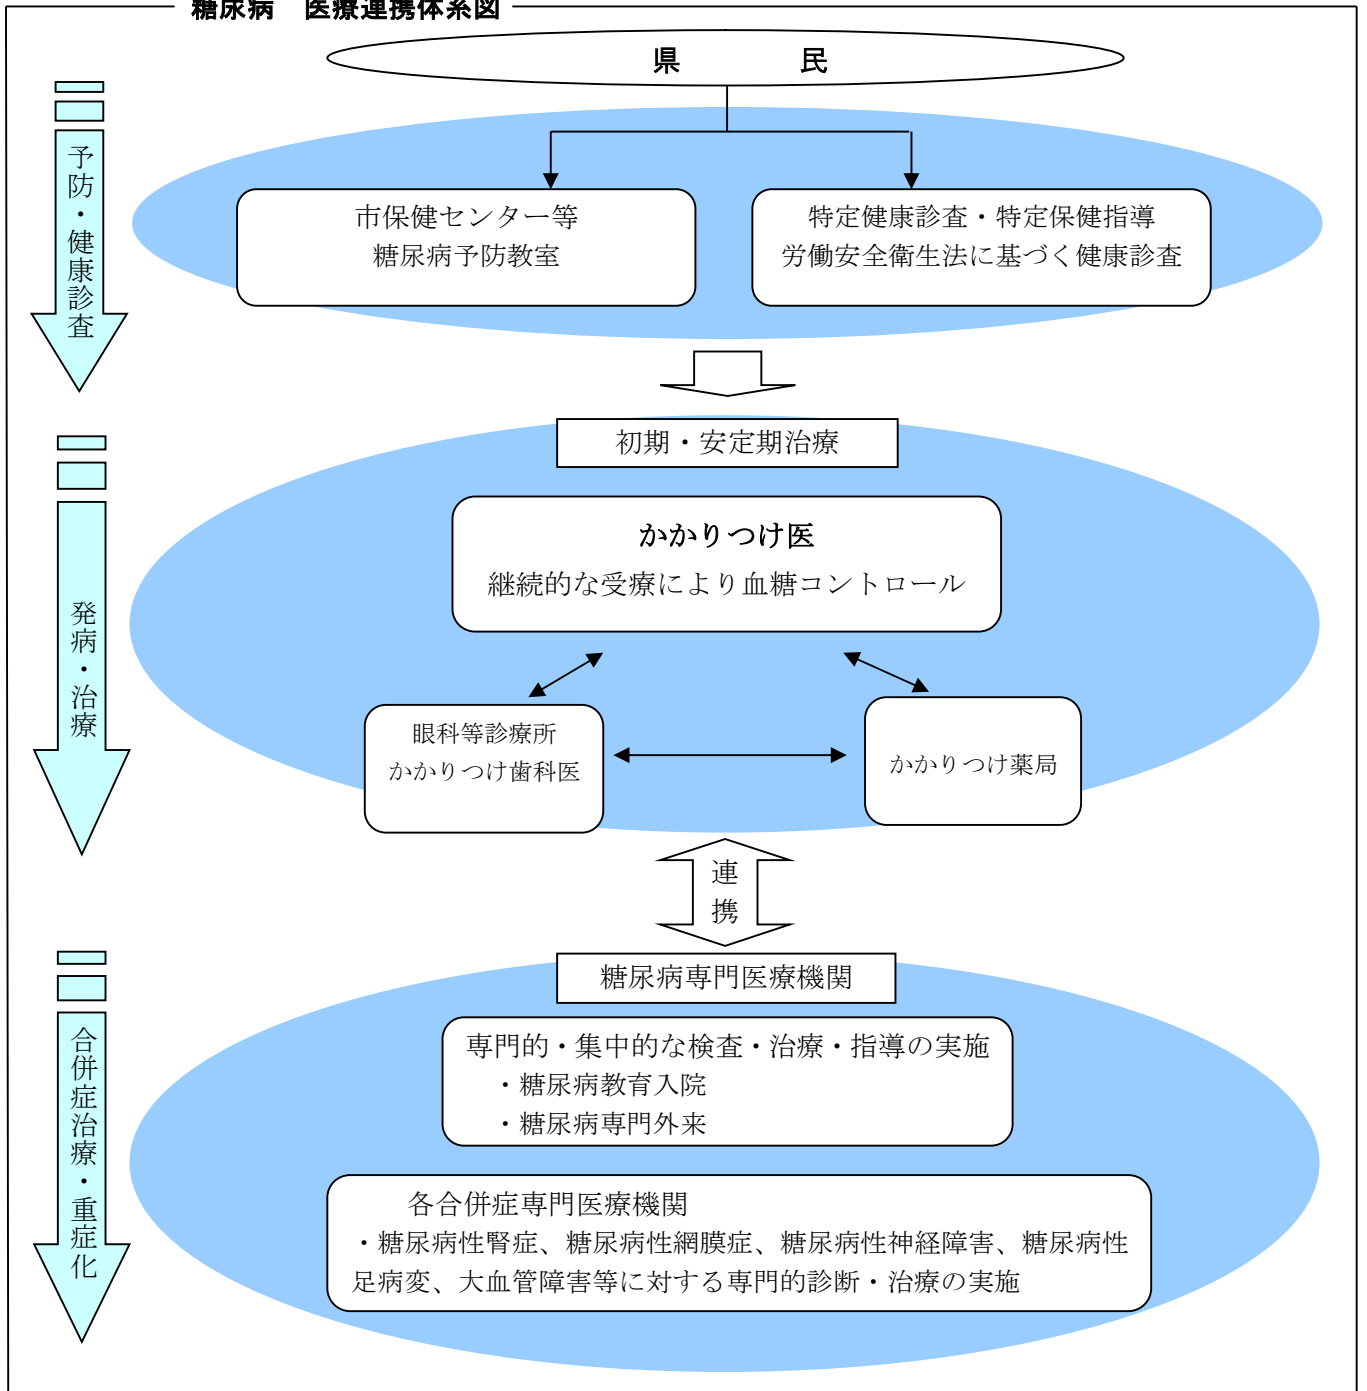 糖尿病　医療連携体系図
県　　　民
予防・健康診査
市保健センター等
糖尿病予防教室
特定健康診査・特定保健指導
労働安全衛生法に基づく健康診査
初期・安定期治療
発病・治療
かかりつけ医
継続的な受療により血糖コントロール
眼科等診療所
かかりつけ歯科医
かかりつけ薬局
連携
糖尿病専門医療機関
合併症治療・重症化
専門的・集中的な検査・治療・指導の実施
・糖尿病教育入院
・糖尿病専門外来
各合併症専門医療機関
・糖尿病性腎症、糖尿病性網膜症、糖尿病性神経障害、糖尿病性
足病変、大血管障害等に対する専門的診断・治療の実施